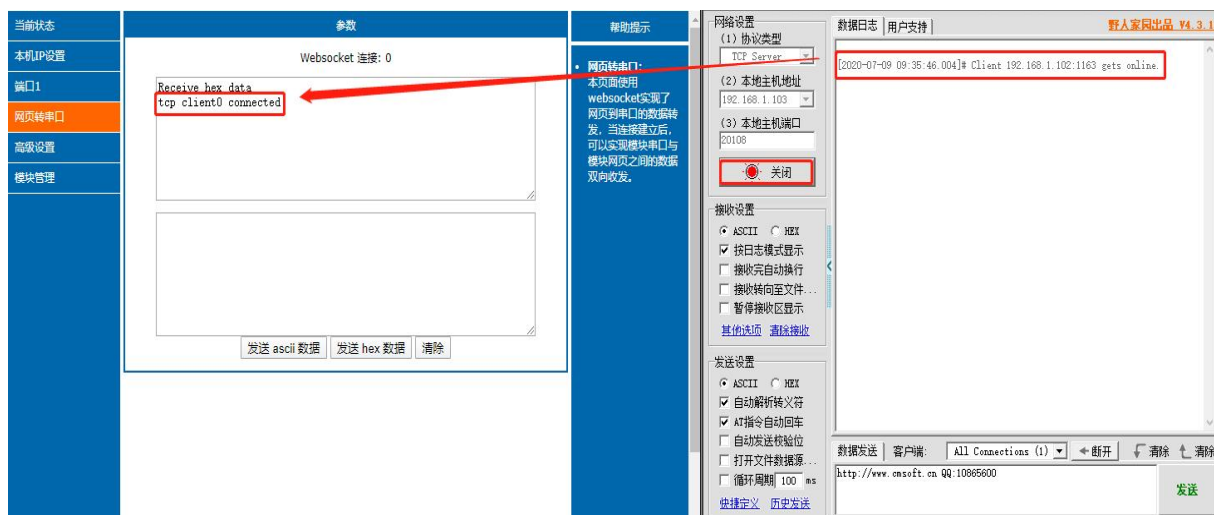 当前状态
本机IP设置
端口1
网页转串口
高级设置
模块管理
参数
Websocket 连接: 0
Receive hex data
tcp client0 connected
发送 ascii 数据
发送 hex 数据
清除
帮助提示
• 网页转串口:
本页面使用
websocket实现了
网页到串口的数据转
发，当连接建立后，
可以实现模块串口与
模块网页之间的数据
双向收发。
网络设置
(1) 协议类型
TCP Server
(2) 本地主机地址
192.168.1.103
(3) 本地主机端口
20108
关闭
接收设置
ASCII
HEX
按日志模式显示
接收完自动换行
接收转向至文件...
暂停接收区显示
其他选项
清除接收
发送设置
ASCII
HEX
自动解析转义符
AT指令自动回车
自动发送校验位
打开文件数据源...
循环周期 100 ms
快捷定义
历史发送
数据日志
用户支持
野人家园出品 V4.3.1
[2020-07-09 09:35:46.004]# Client 192.168.1.102:1163 gets online.
数据发送
客户端:
All Connections (1)
断开
清除
清除
http://www.cmsoft.cn QQ:10865600
发送